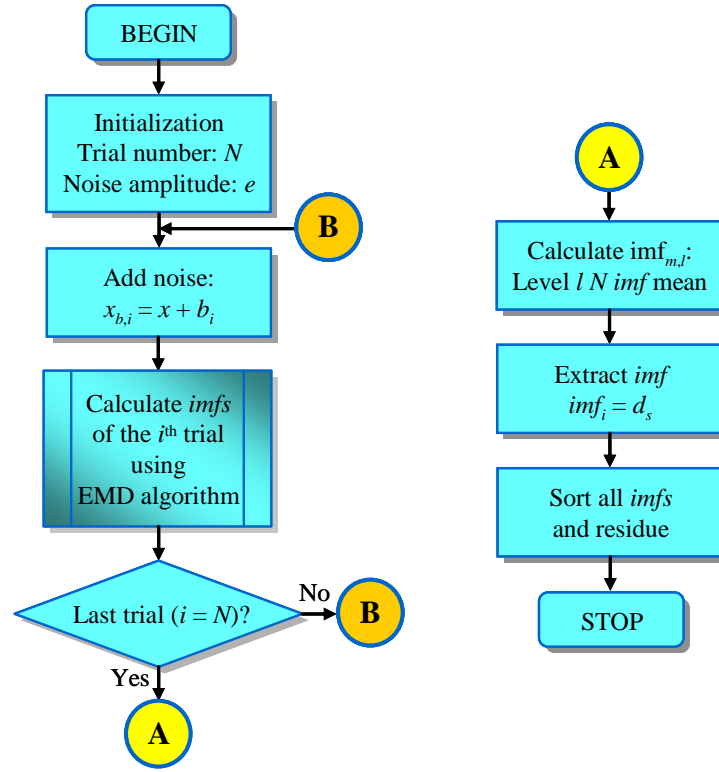 BEGIN
Initialization
Trial number: N
Noise amplitude: e
B
Add noise:
x_{b,i} = x + b_i
Calculate imfs
of the i^{th} trial
using
EMD algorithm
Last trial (i = N)?
No
B
Yes
A
A
Calculate imf_{m,l}:
Level l N imf mean
Extract imf
imf_i = d_s
Sort all imfs
and residue
STOP